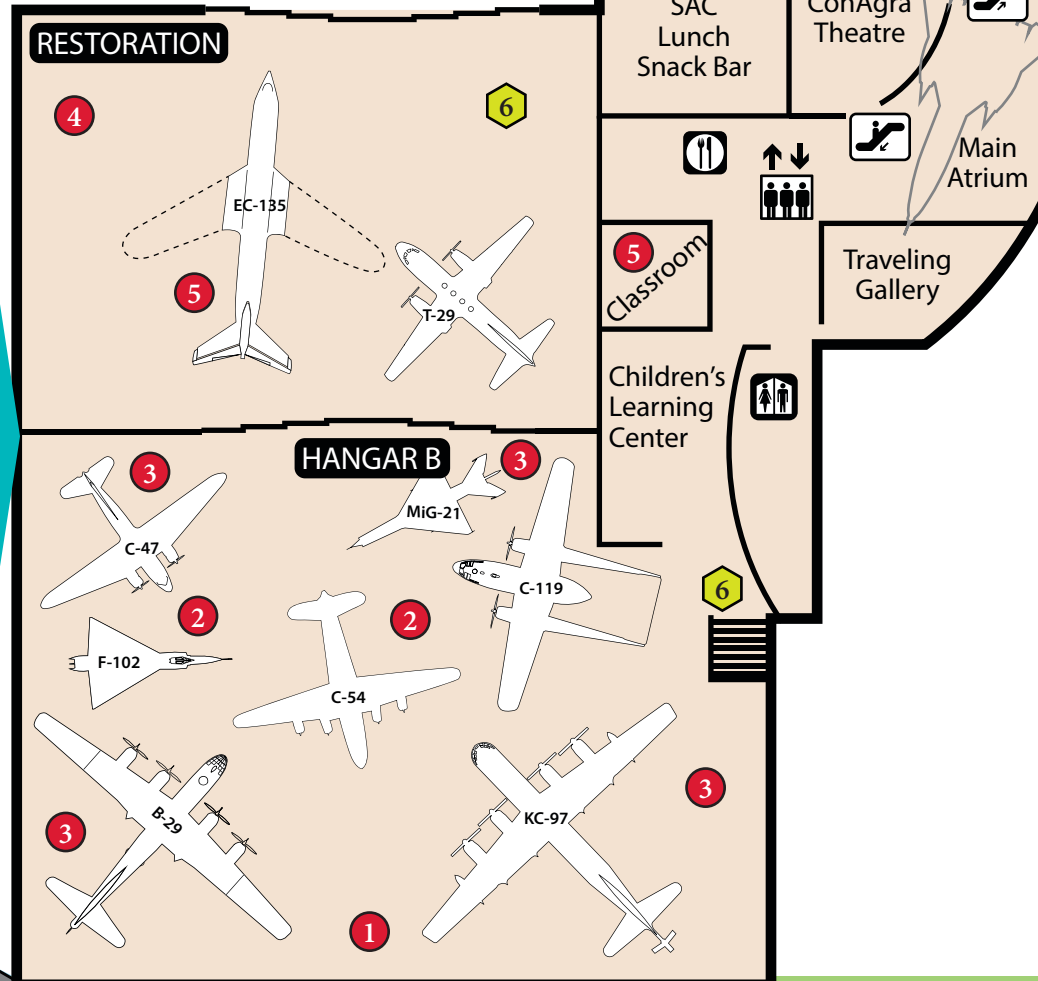 RESTORATION
4
6
EC-135
5
T-29
SAC
Lunch
Snack Bar
ConAgra
Theatre
Main
Atrium
5
Classroom
Traveling
Gallery
Children's
Learning
Center
HANGAR B
3
3
MiG-21
C-47
C-119
6
2
2
F-102
C-54
3
B-29
KC-97
3
1